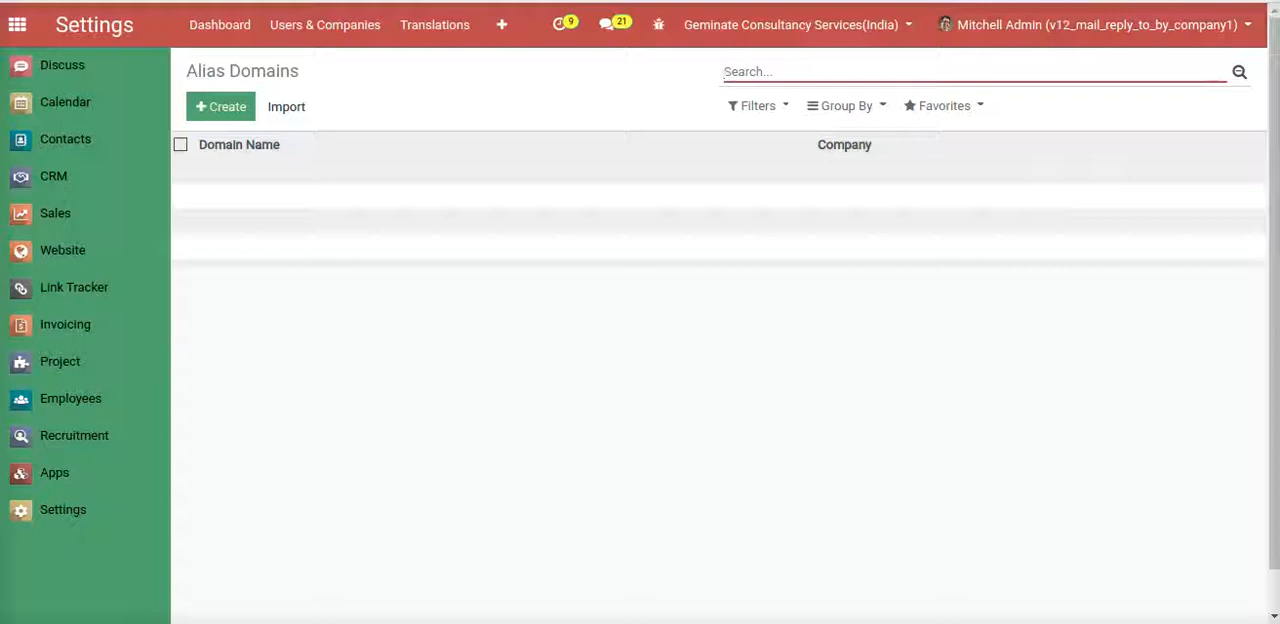 Settings Dashboard Users & Companies Translations 9 21 Geminate Consultancy Services(India) Mitchell Admin (v12_mail_reply_to_by_company1)
Discuss
Calendar
Contacts
CRM
Sales
Website
Link Tracker
Invoicing
Project
Employees
Recruitment
Apps
Settings
Alias Domains
Search...
+ Create Import
Filters Group By Favorites
Domain Name Company